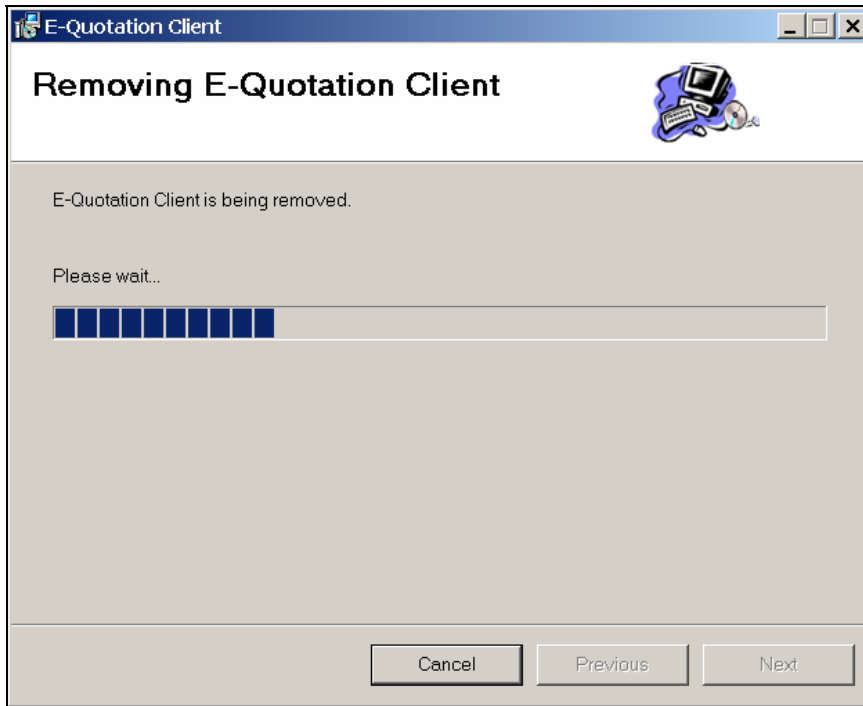 E-Quotation Client
Removing E-Quotation Client
E-Quotation Client is being removed.
Please wait...
Cancel Previous Next